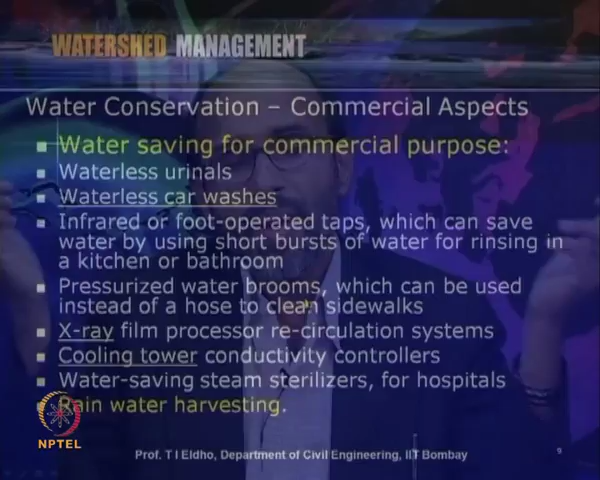 WATERSHED MANAGEMENT
Water Conservation – Commercial Aspects
Water saving for commercial purpose:
Waterless urinals
Waterless car washes
Infrared or foot-operated taps, which can save
water by using short bursts of water for rinsing in
a kitchen or bathroom
Pressurized water brooms, which can be used
instead of a hose to clean sidewalks
X-ray film processor re-circulation systems
Cooling tower conductivity controllers
Water-saving steam sterilizers, for hospitals
Rain water harvesting.
NPTEL
Prof. T I Eldho, Department of Civil Engineering, IIT Bombay
9